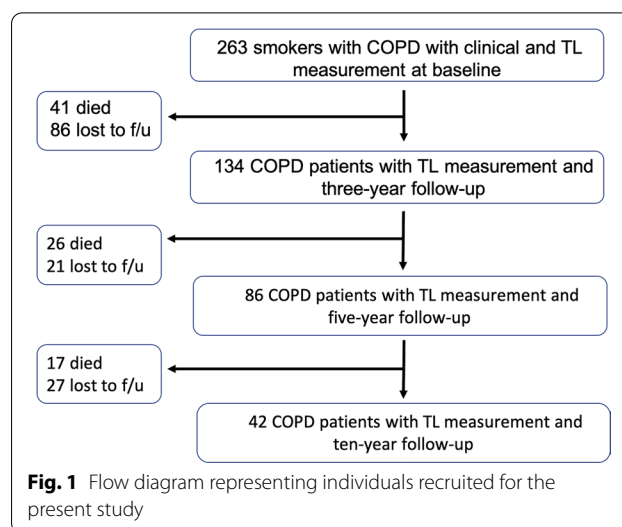 263 smokers with COPD with clinical and TL
measurement at baseline
41 died
86 lost to f/u
134 COPD patients with TL measurement and
three-year follow-up
26 died
21 lost to f/u
86 COPD patients with TL measurement and
five-year follow-up
17 died
27 lost to f/u
42 COPD patients with TL measurement and
ten-year follow-up
Fig. 1 Flow diagram representing individuals recruited for the
present study